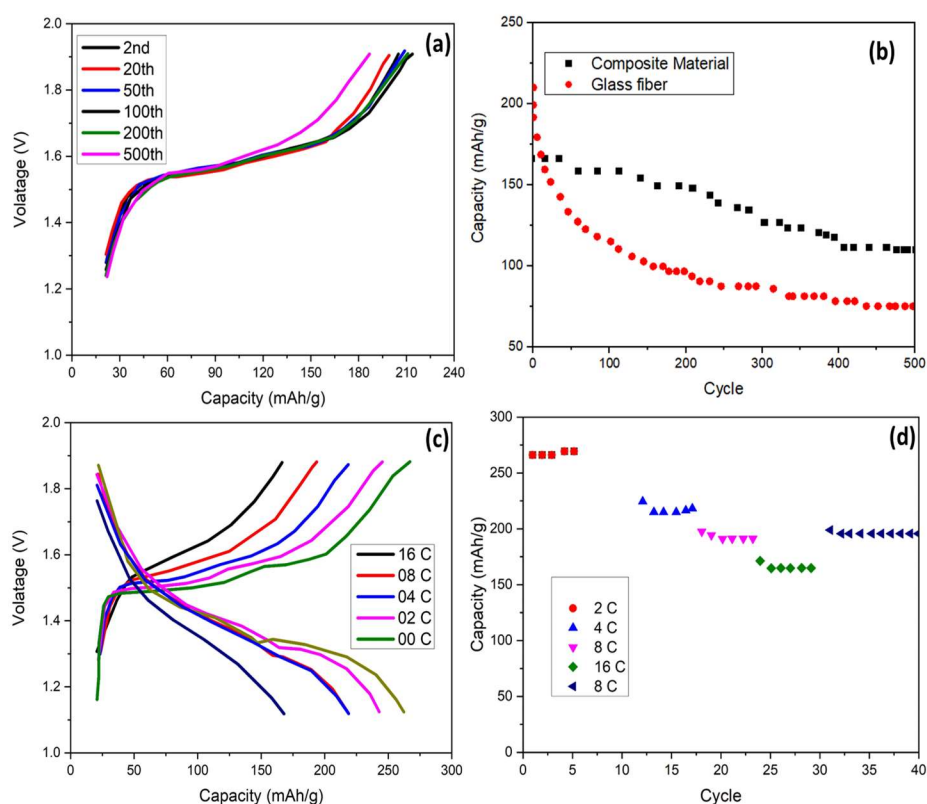 (a)
2nd
20th
50th
100th
200th
500th
Volatage (V)
2.0
1.8
1.6
1.4
1.2
1.0
0 30 60 90 120 150 180 210 240
Capacity (mAh/g)
(b)
Composite Material
Glass fiber
Capacity (mAh/g)
250
200
150
100
50
0 100 200 300 400 500
Cycle
(c)
16 C
08 C
04 C
02 C
00 C
Volatage (V)
2.0
1.8
1.6
1.4
1.2
1.0
0 50 100 150 200 250 300
Capacity (mAh/g)
(d)
2 C
4 C
8 C
16 C
8 C
Capacity (mAh/g)
300
250
200
150
100
50
0
0 5 10 15 20 25 30 35 40
Cycle